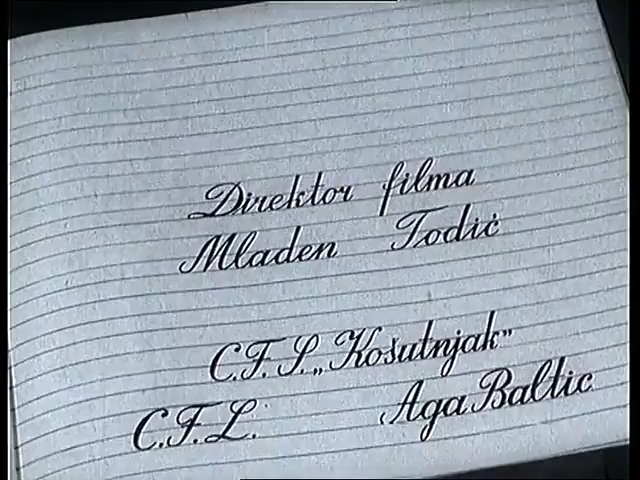 Direktor filma
Mladen Todić
C.F.S. „Košutnjak”
C.F.L. Aga Baltic